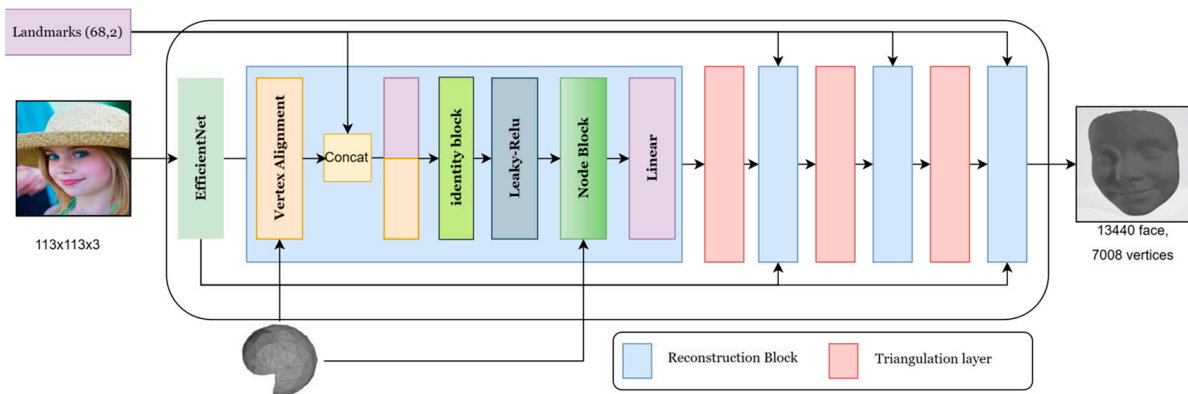 Landmarks (68,2)
113x113x3
EfficientNet
Vertex Alignment
Concat
identity block
Leaky-Relu
Node Block
Linear
13440 face,
7008 vertices
Reconstruction Block
Triangulation layer